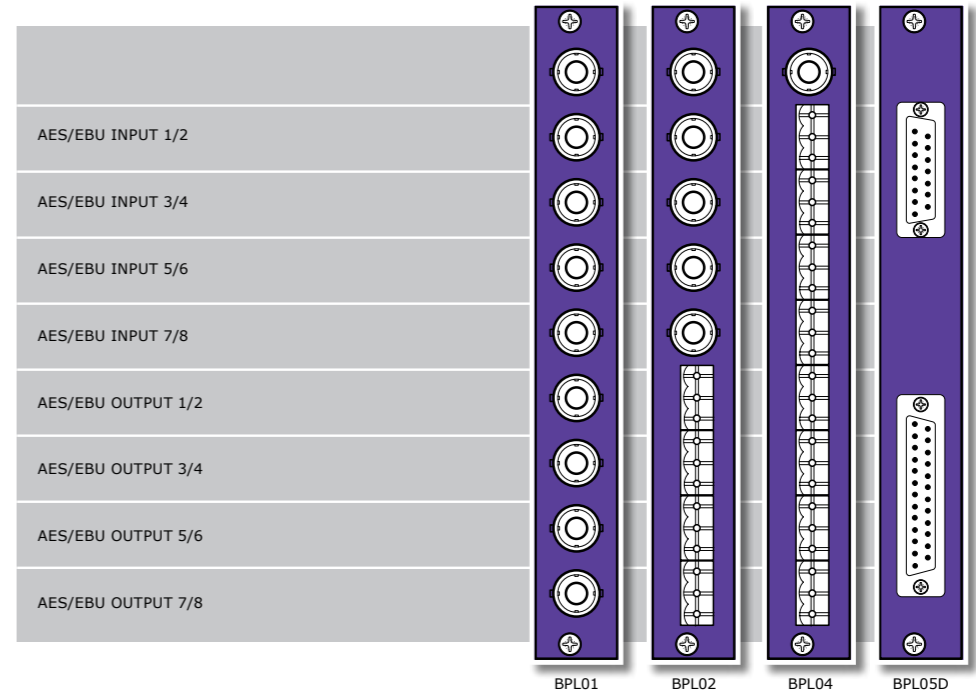 AES/EBU INPUT 1/2
AES/EBU INPUT 3/4
AES/EBU INPUT 5/6
AES/EBU INPUT 7/8
AES/EBU OUTPUT 1/2
AES/EBU OUTPUT 3/4
AES/EBU OUTPUT 5/6
AES/EBU OUTPUT 7/8
BPL01 BPL02 BPL04 BPL05D